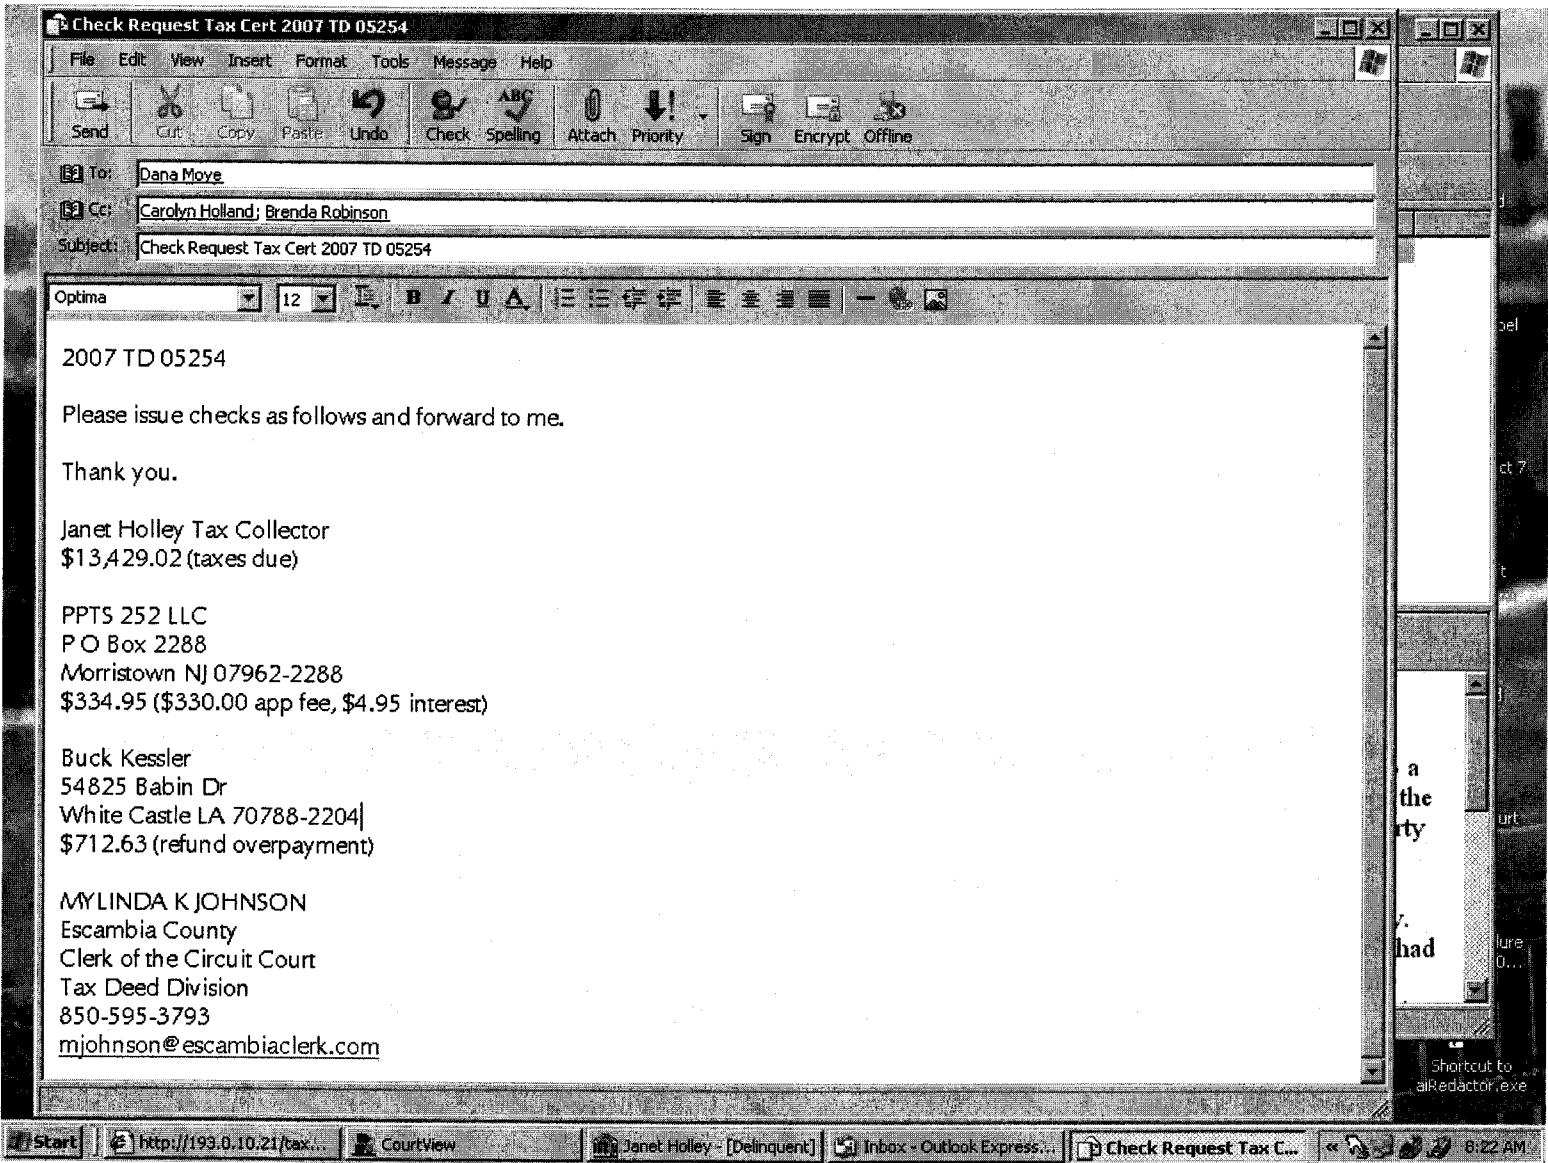 Check Request Tax Cert 2007 TD 05254
File Edit View Insert Format Tools Message Help
Send Cut Copy Paste Undo Check Spelling Attach Priority Sign Encrypt Offline
ABC
To: Dana Moye
Cc: Carolyn Holland; Brenda Robinson
Subject: Check Request Tax Cert 2007 TD 05254
Optima 12 B I U A
2007 TD 05254
Please issue checks as follows and forward to me.
Thank you.
Janet Holley Tax Collector
$13,429.02 (taxes due)
PPTS 252 LLC
P O Box 2288
Morristown NJ 07962-2288
$334.95 ($330.00 app fee, $4.95 interest)
Buck Kessler
54825 Babin Dr
White Castle LA 70788-2204
$712.63 (refund overpayment)
MYLINDA K JOHNSON
Escambia County
Clerk of the Circuit Court
Tax Deed Division
850-595-3793
mjohnson@escambiaclerk.com
ct 7
a
the
rty
urt
had
Shortcut to
aiRedactor.exe
Start http://193.0.10.21/tax... CourtView Janet Holley - [Delinquent] Inbox - Outlook Express... Check Request Tax C... « 8:22 AM